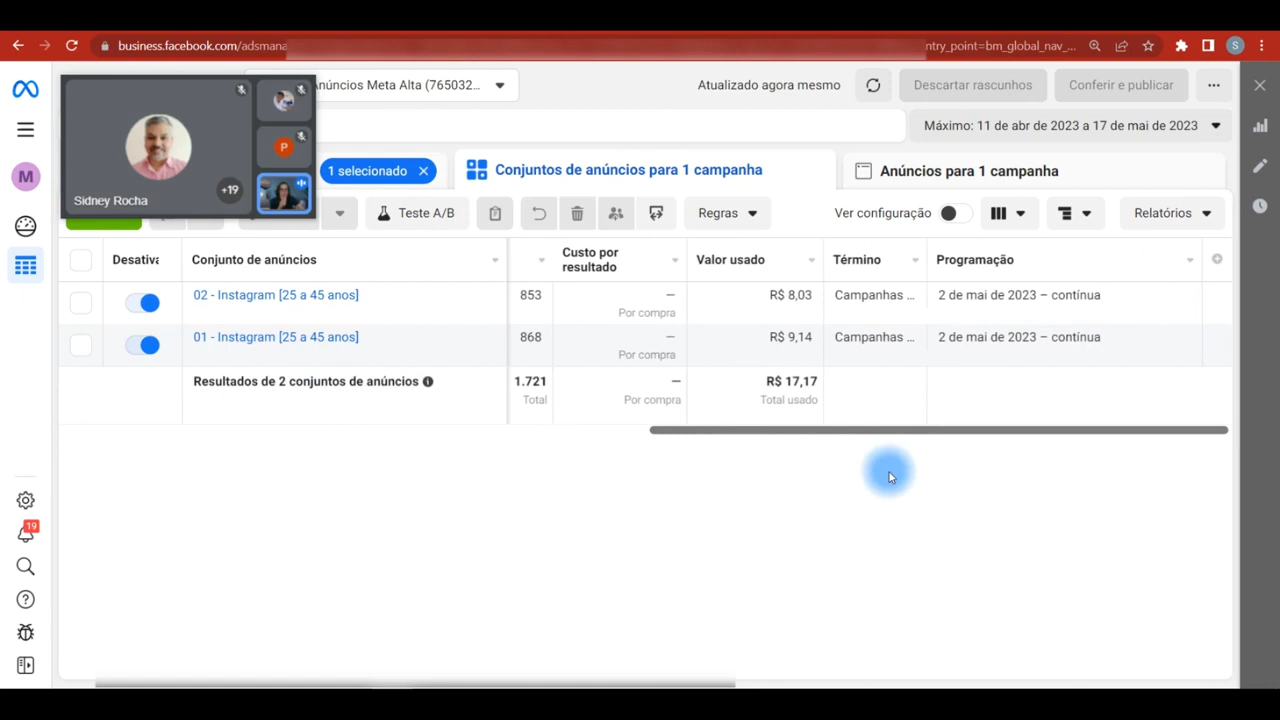 business.facebook.com/adsmana
ntry_point=bm_global_nav_...
S
Anúncios Meta Alta (765032...
Atualizado agora mesmo
Descartar rascunhos
Conferir e publicar
Máximo: 11 de abr de 2023 a 17 de mai de 2023
M
P
Sidney Rocha
+19
1 selecionado
Conjuntos de anúncios para 1 campanha
Anúncios para 1 campanha
Teste A/B
Regras
Ver configuração
Relatórios
Desativa
Conjunto de anúncios
Custo por
resultado
Valor usado
Término
Programação
02 - Instagram [25 a 45 anos]
853
—
Por compra
R$ 8,03
Campanhas ...
2 de mai de 2023 – contínua
01 - Instagram [25 a 45 anos]
868
—
Por compra
R$ 9,14
Campanhas ...
2 de mai de 2023 – contínua
Resultados de 2 conjuntos de anúncios
1.721
Total
—
Por compra
R$ 17,17
Total usado
19